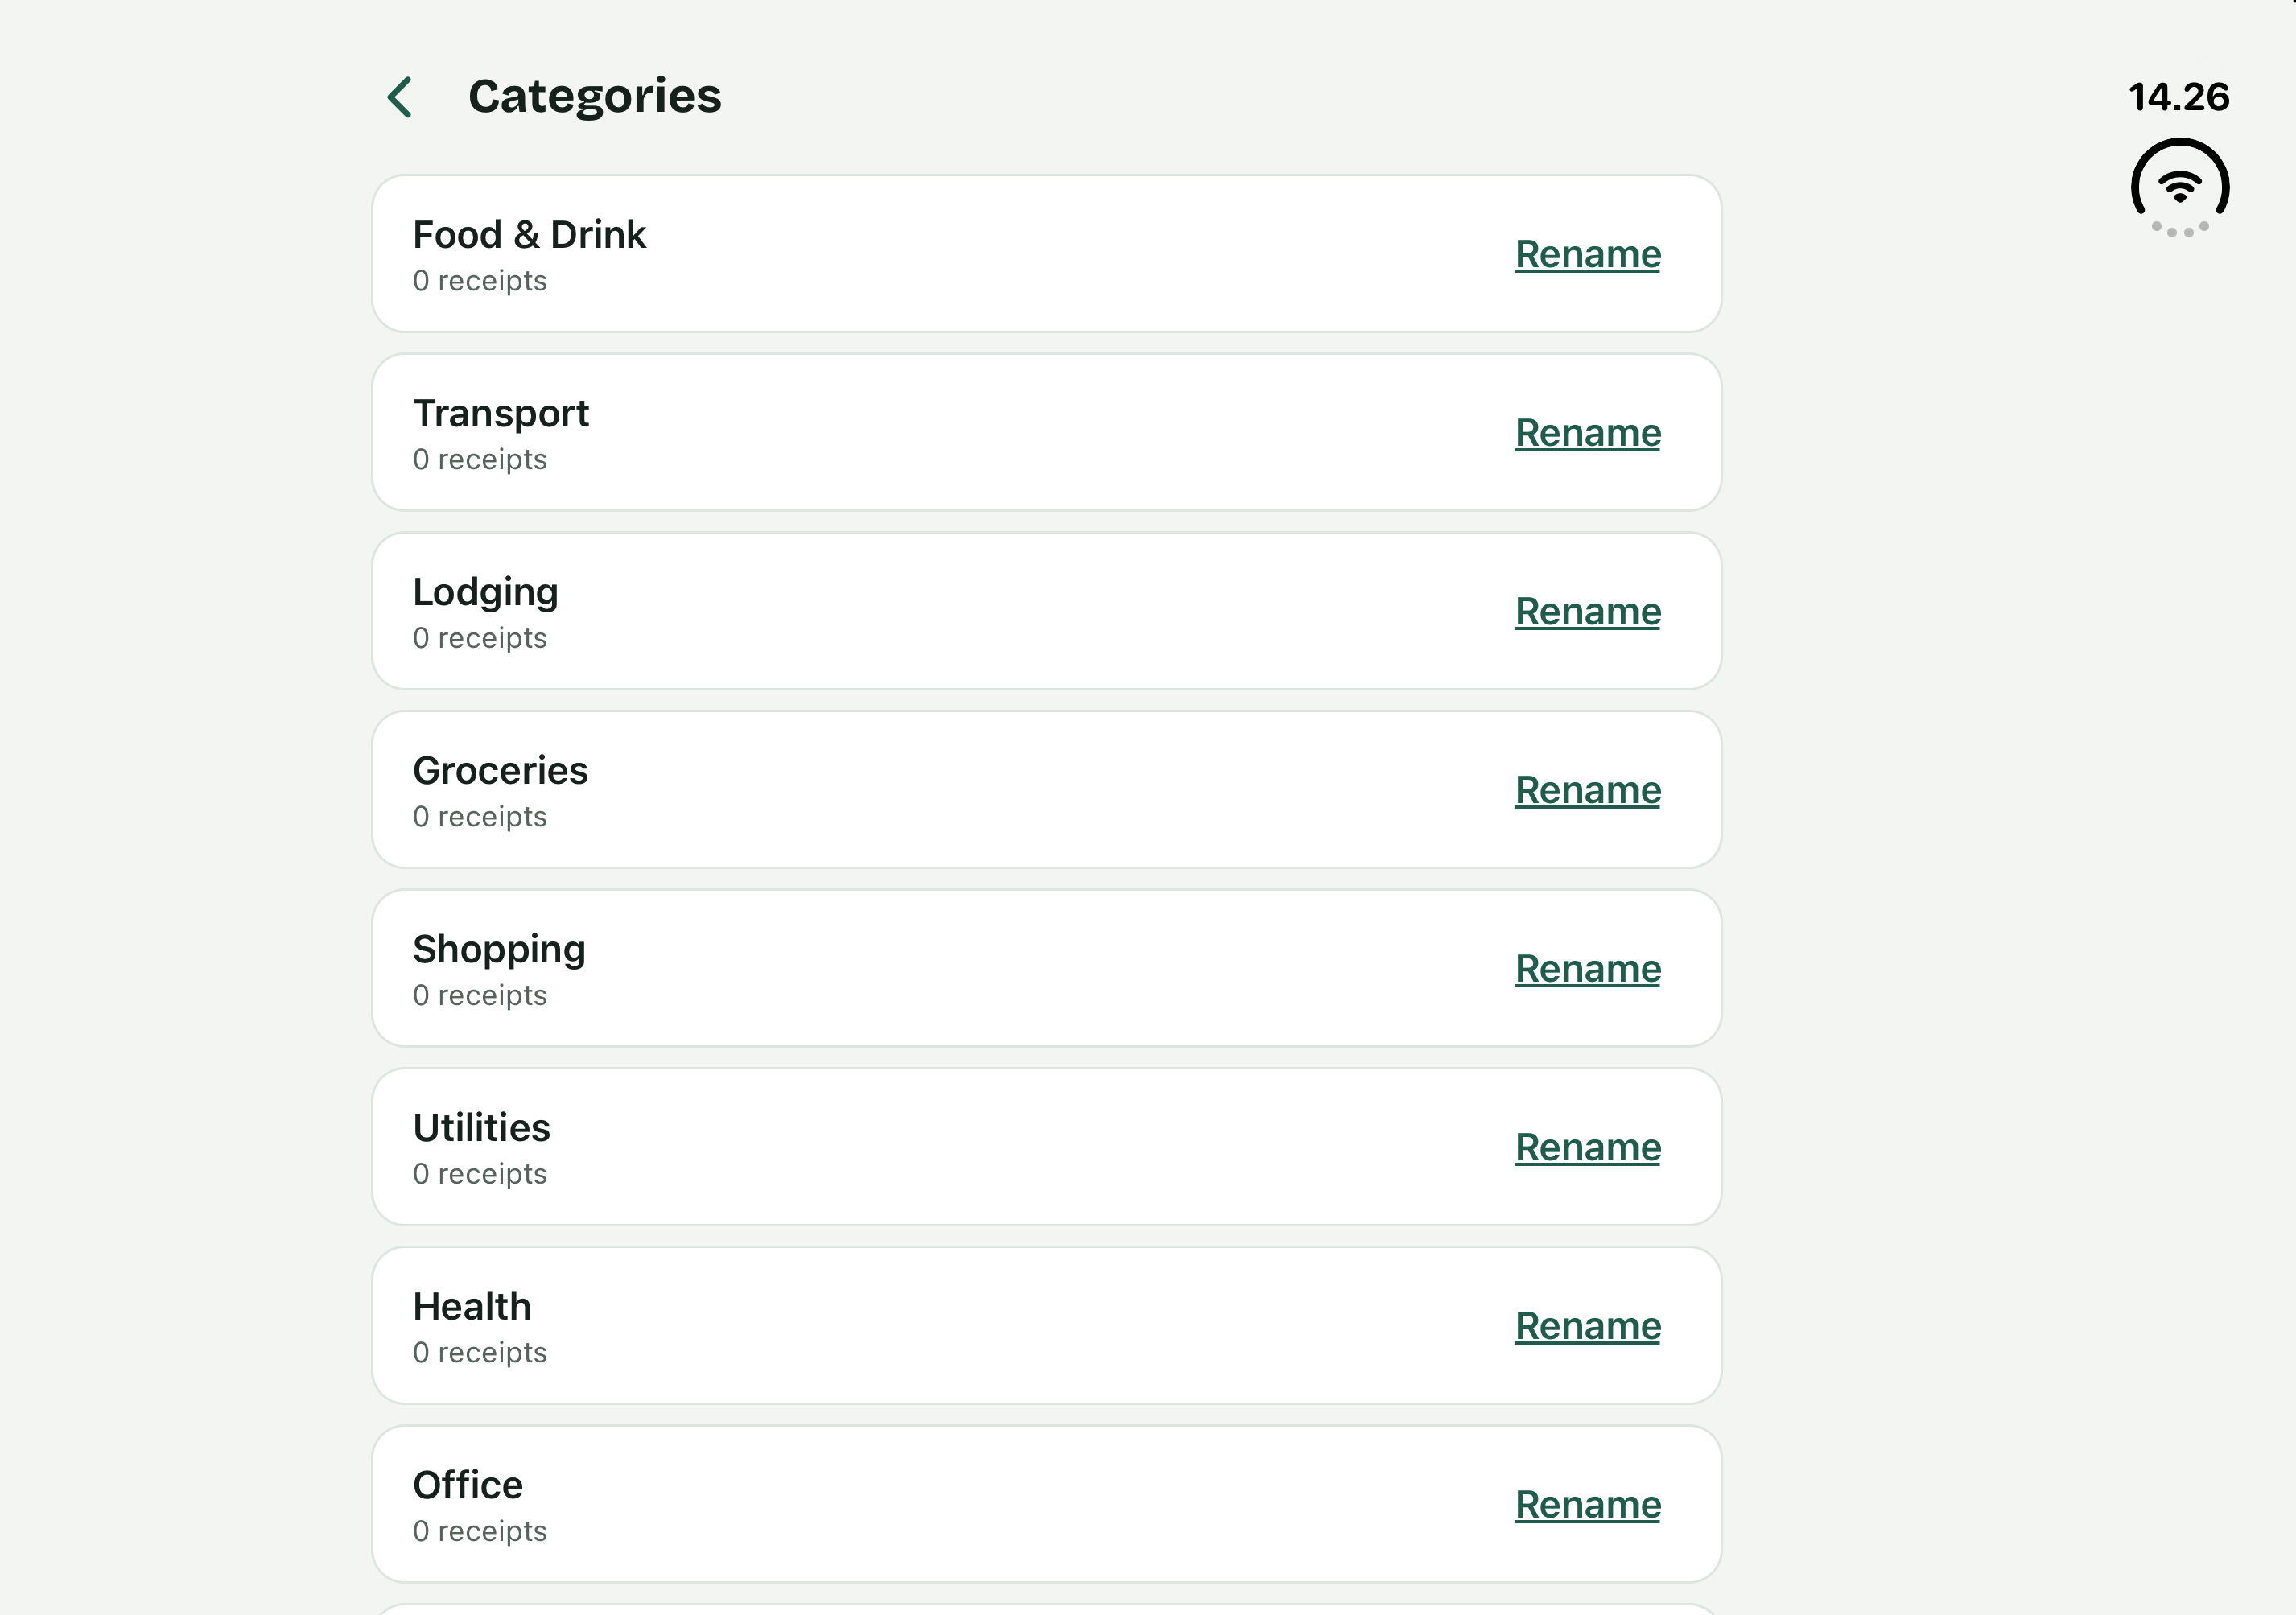 Categories
14.26
Food & Drink
0 receipts
Rename
Transport
0 receipts
Rename
Lodging
0 receipts
Rename
Groceries
0 receipts
Rename
Shopping
0 receipts
Rename
Utilities
0 receipts
Rename
Health
0 receipts
Rename
Office
0 receipts
Rename